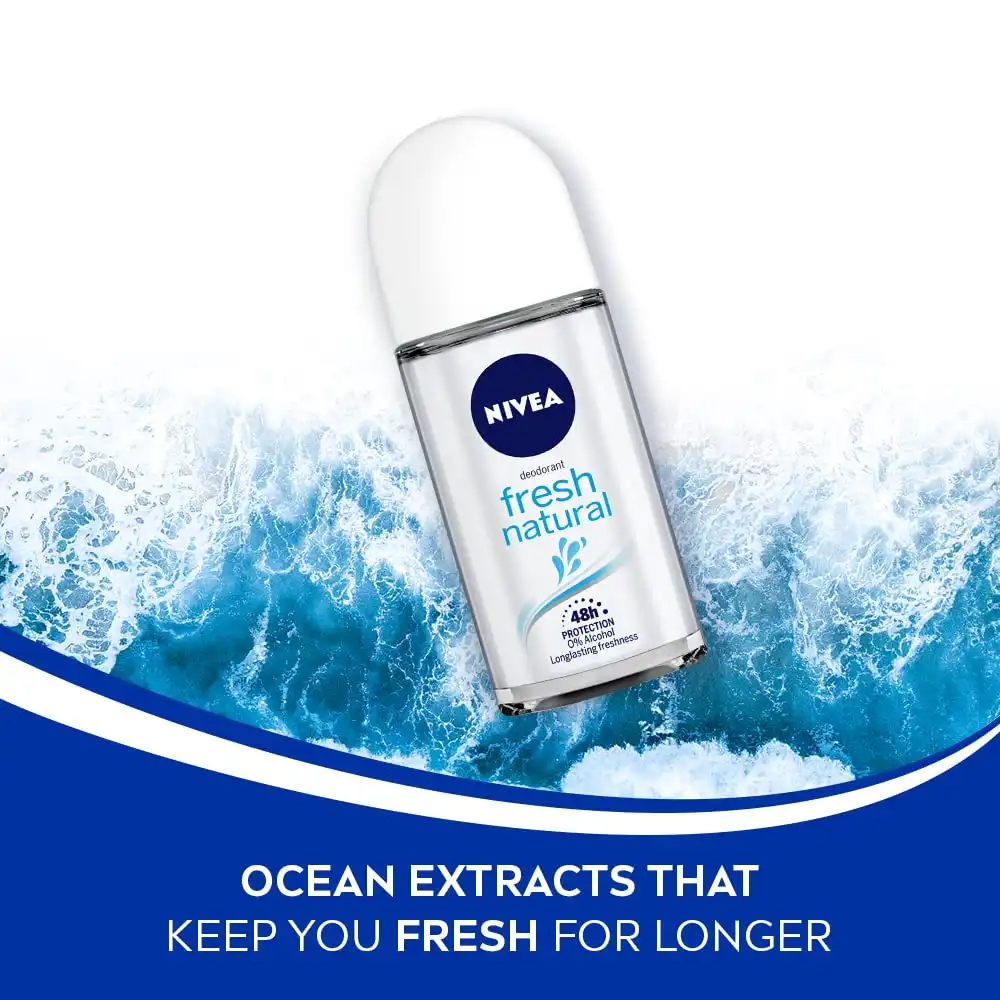 NIVEA
deodorant
fresh
natural
48h
PROTECTION
0% Alcohol
Longlasting freshness
OCEAN EXTRACTS THAT
KEEP YOU FRESH FOR LONGER